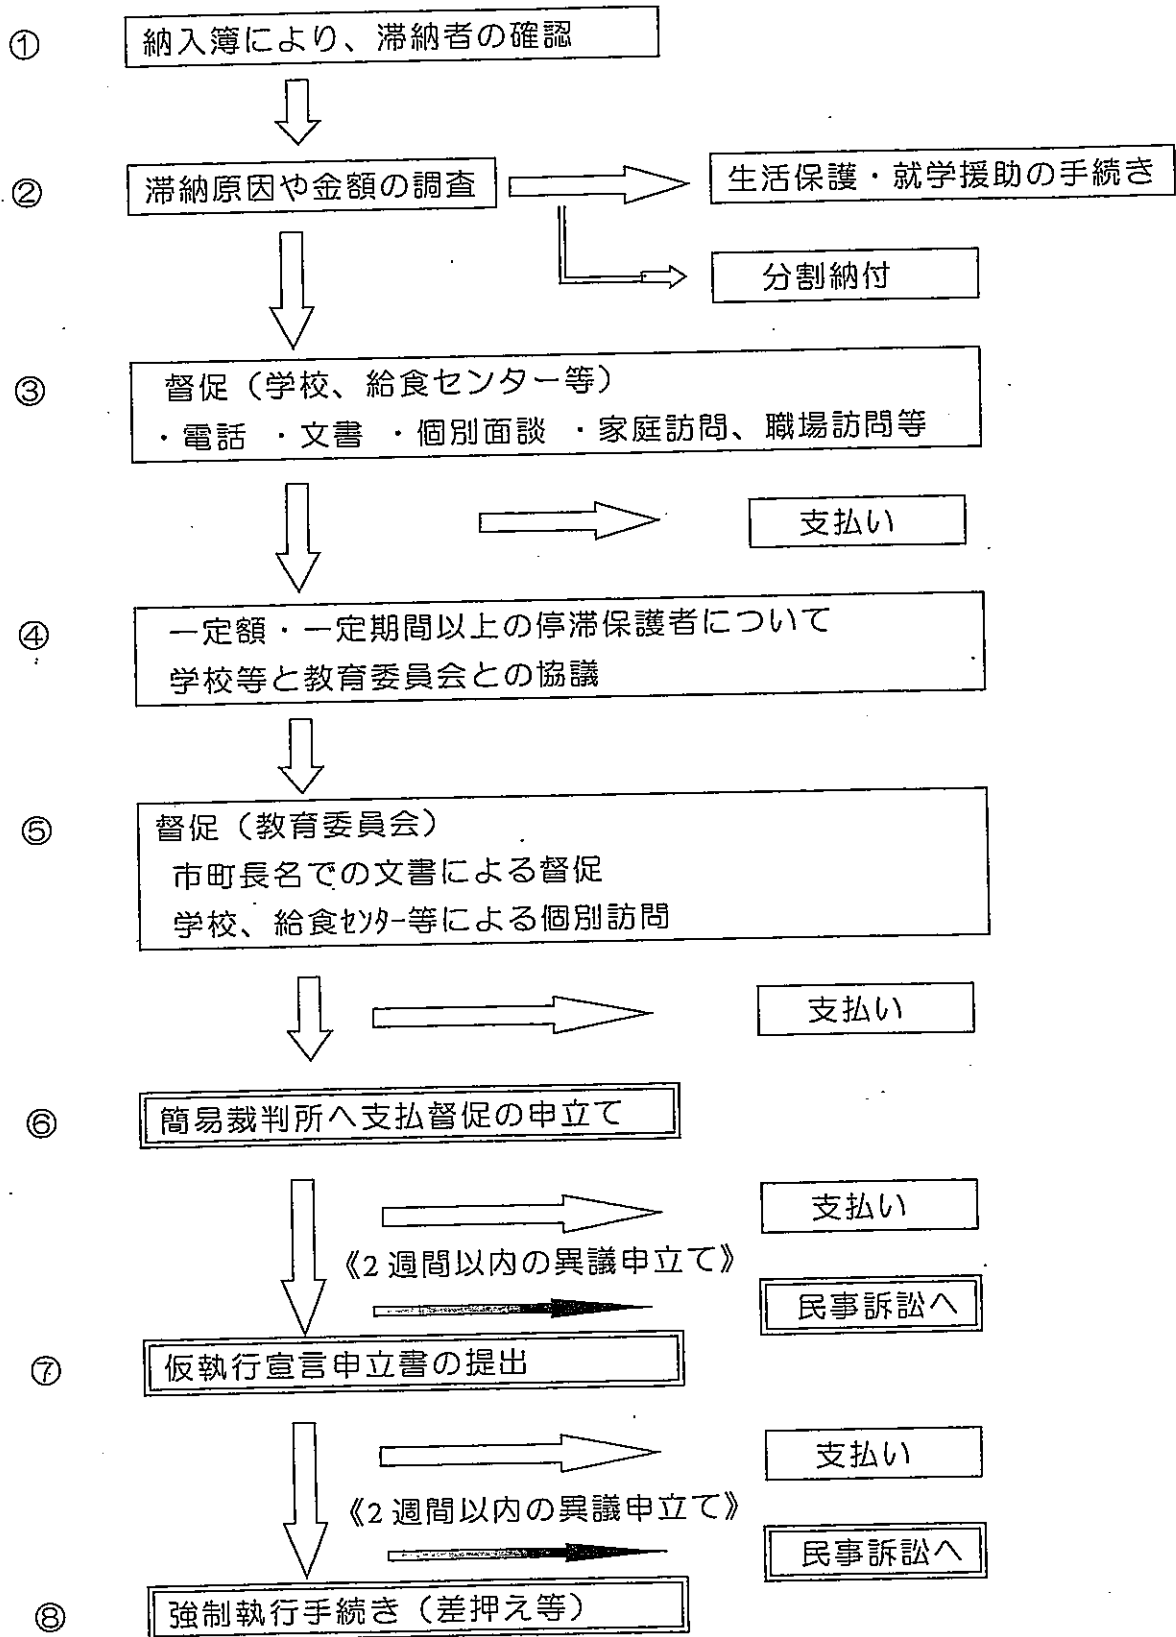 ① 納入簿により、滞納者の確認
② 滞納原因や金額の調査 生活保護・就学援助の手続き
分割納付
③ 督促（学校、給食センター等）
・電話 ・文書 ・個別面談 ・家庭訪問、職場訪問等
支払い
④ 一定額・一定期間以上の停滞保護者について
学校等と教育委員会との協議
⑤ 督促（教育委員会）
市町長名での文書による督促
学校、給食ｾﾝﾀｰ等による個別訪問
支払い
⑥ 簡易裁判所へ支払督促の申立て
支払い
《2週間以内の異議申立て》
民事訴訟へ
⑦ 仮執行宣言申立書の提出
支払い
《2週間以内の異議申立て》
民事訴訟へ
⑧ 強制執行手続き（差押え等）